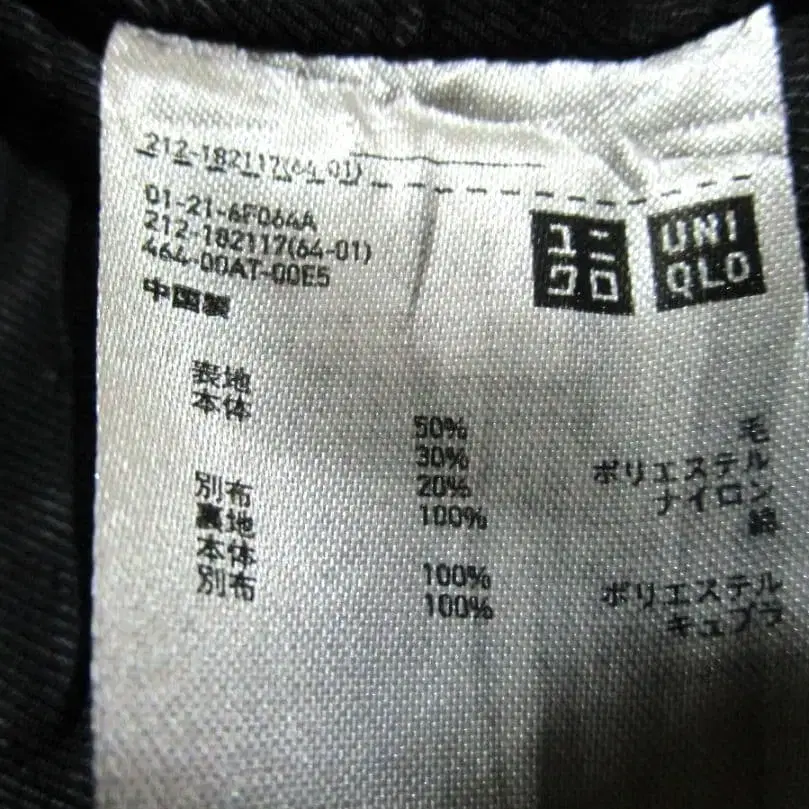 212-182117(64-01)
01-21-6F064A
212-182117(64-01)
464-00AT-00E5
中国製
ユニ
クロ
UNI
QLO
表地
本体
50% 毛
30% ポリエステル
20% ナイロン
別布 100% 綿
裏地
本体 100% ポリエステル
別布 100% キュプラ